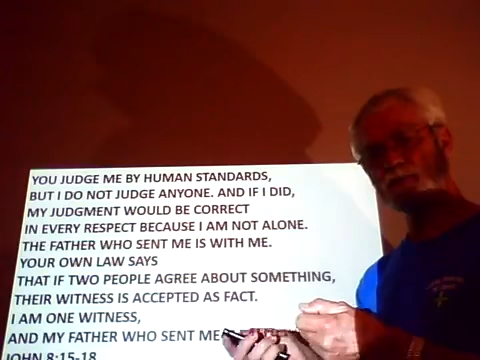 YOU JUDGE ME BY HUMAN STANDARDS,
BUT I DO NOT JUDGE ANYONE. AND IF I DID,
MY JUDGMENT WOULD BE CORRECT
IN EVERY RESPECT BECAUSE I AM NOT ALONE.
THE FATHER WHO SENT ME IS WITH ME.
YOUR OWN LAW SAYS
THAT IF TWO PEOPLE AGREE ABOUT SOMETHING,
THEIR WITNESS IS ACCEPTED AS FACT.
I AM ONE WITNESS,
AND MY FATHER WHO SENT ME
JOHN 8:15-18